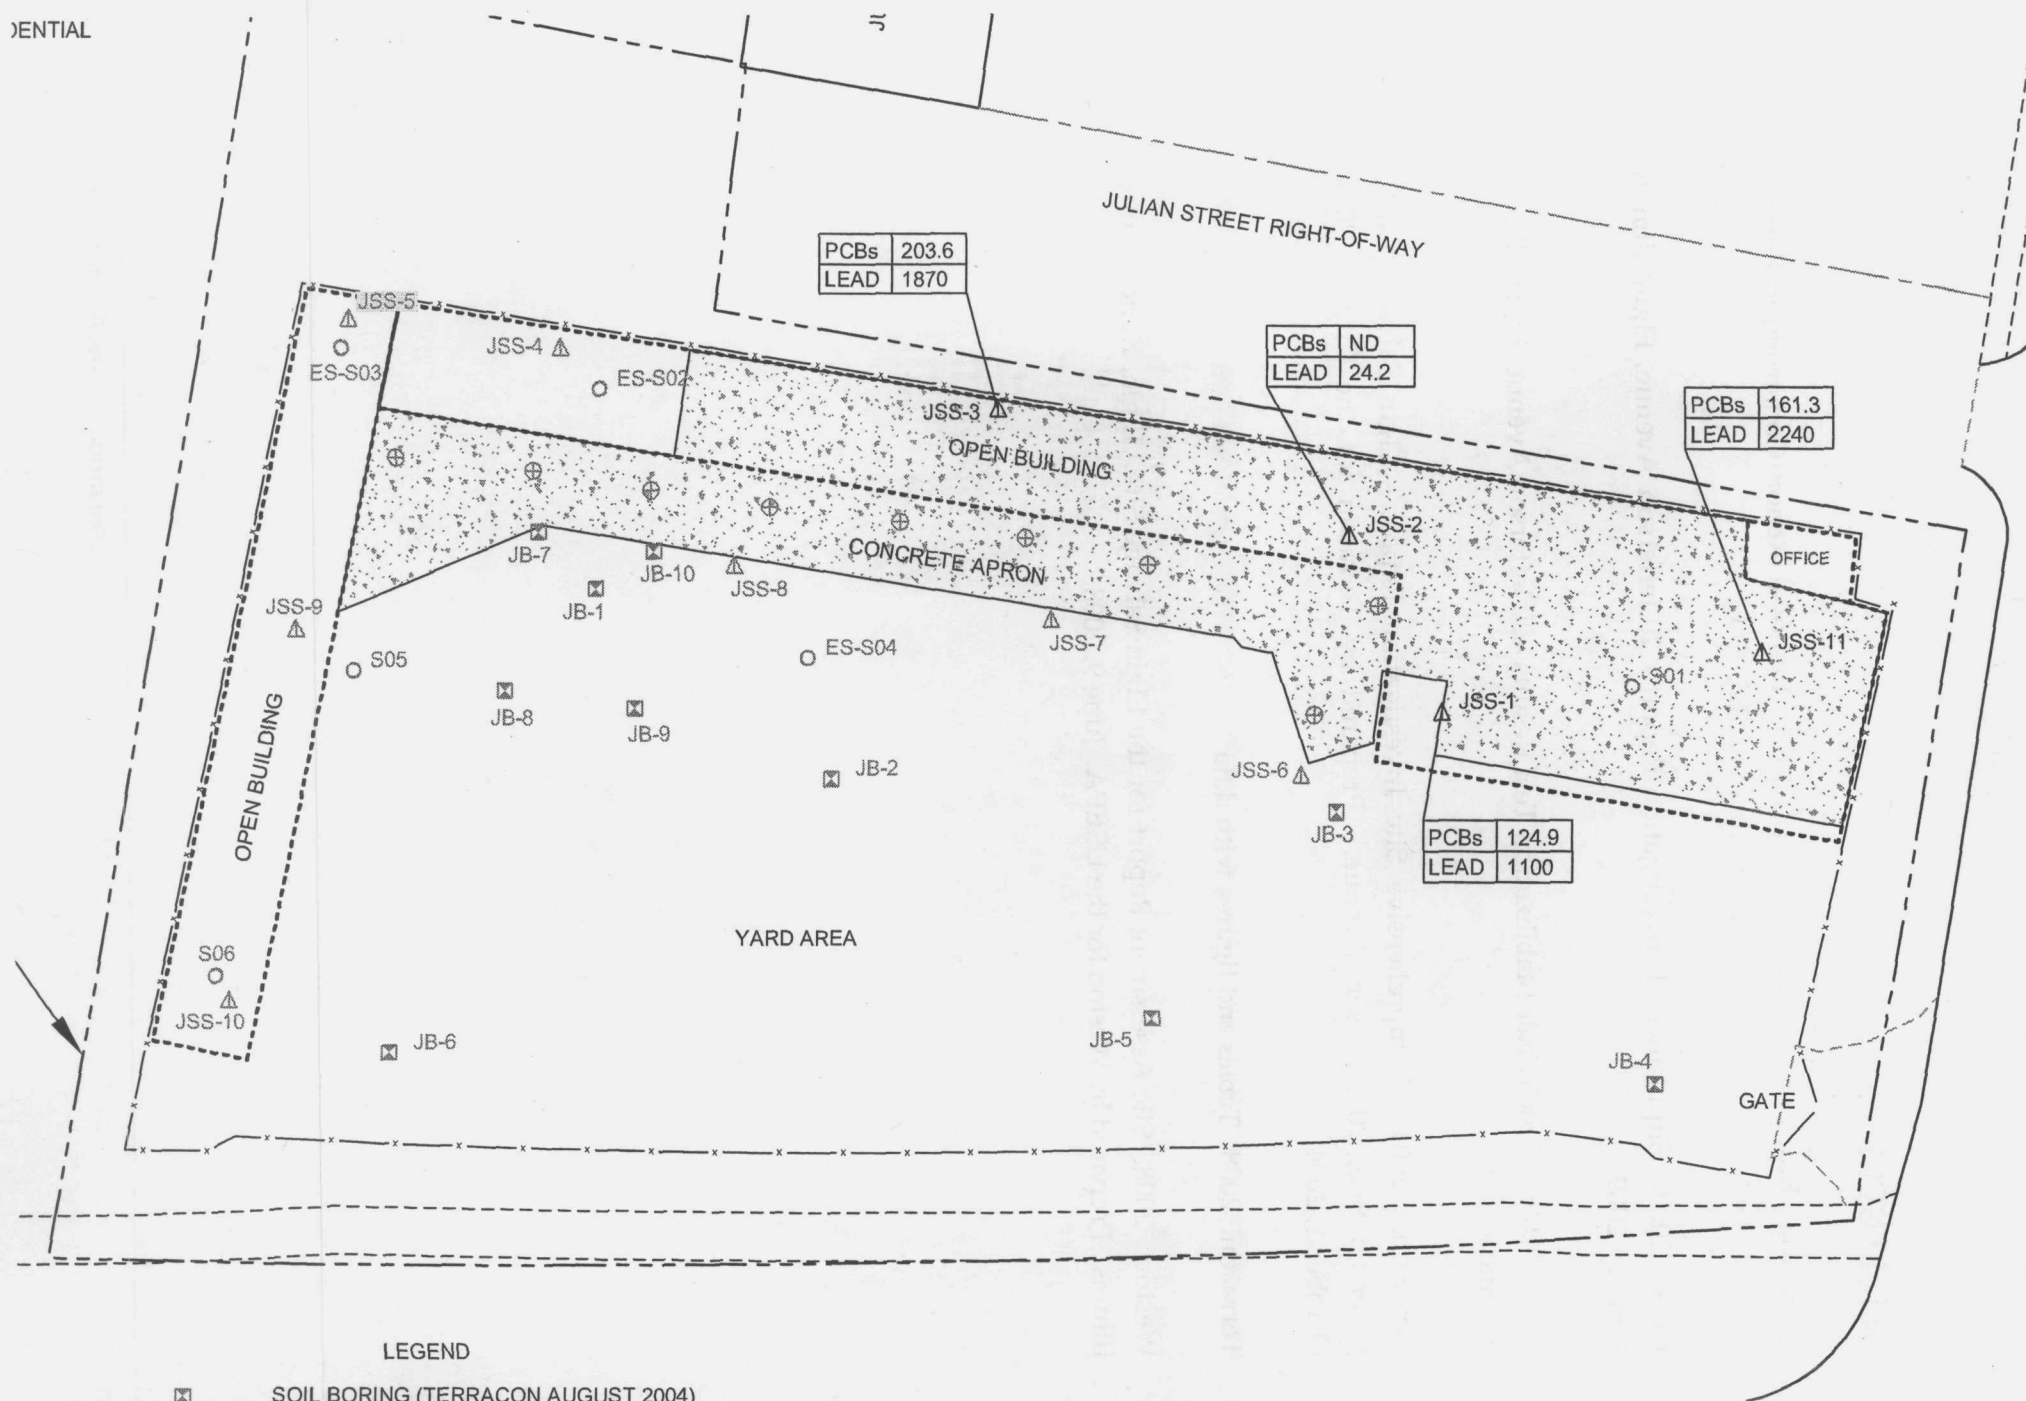 DENTIAL
JULIAN STREET RIGHT-OF-WAY
PCBs 203.6
LEAD 1870
PCBs ND
LEAD 24.2
PCBs 161.3
LEAD 2240
JSS-5
ES-S03
JSS-4
ES-S02
JSS-3
OPEN BUILDING
JSS-2
OFFICE
CONCRETE APRON
JB-7
JB-10
JSS-8
JB-1
JSS-9
JSS-7
JSS-11
S05
ES-S04
S01
JB-8
JB-9
JSS-1
OPEN BUILDING
JB-2
JSS-6
JB-3
PCBs 124.9
LEAD 1100
YARD AREA
S06
JSS-10
JB-6
JB-5
JB-4
GATE
LEGEND
SOIL BORING (TERRACON AUGUST 2004)